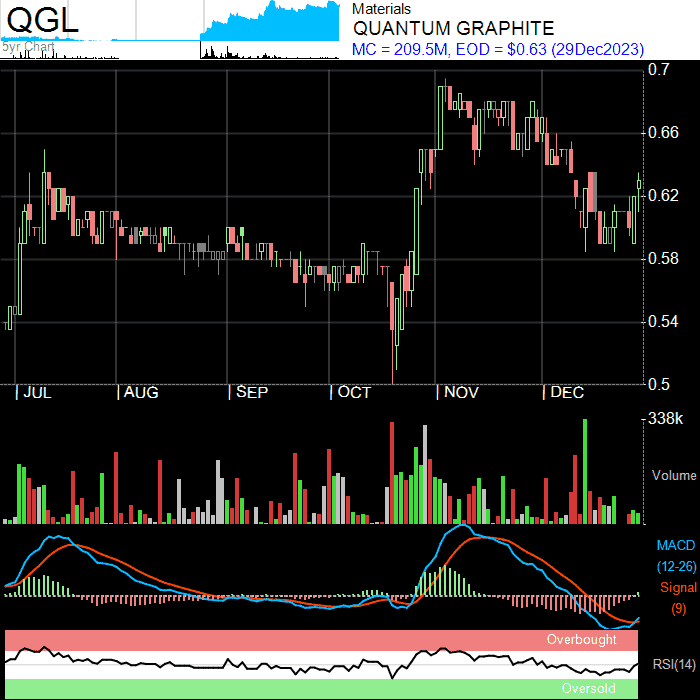 QGL
5yr Chart
Materials
QUANTUM GRAPHITE
MC = 209.5M, EOD = $0.63 (29Dec2023)
0.7
0.66
0.62
0.58
0.54
0.5
JUL AUG SEP OCT NOV DEC
338k
Volume
MACD
(12-26)
Signal
(9)
Overbought
RSI(14)
Oversold